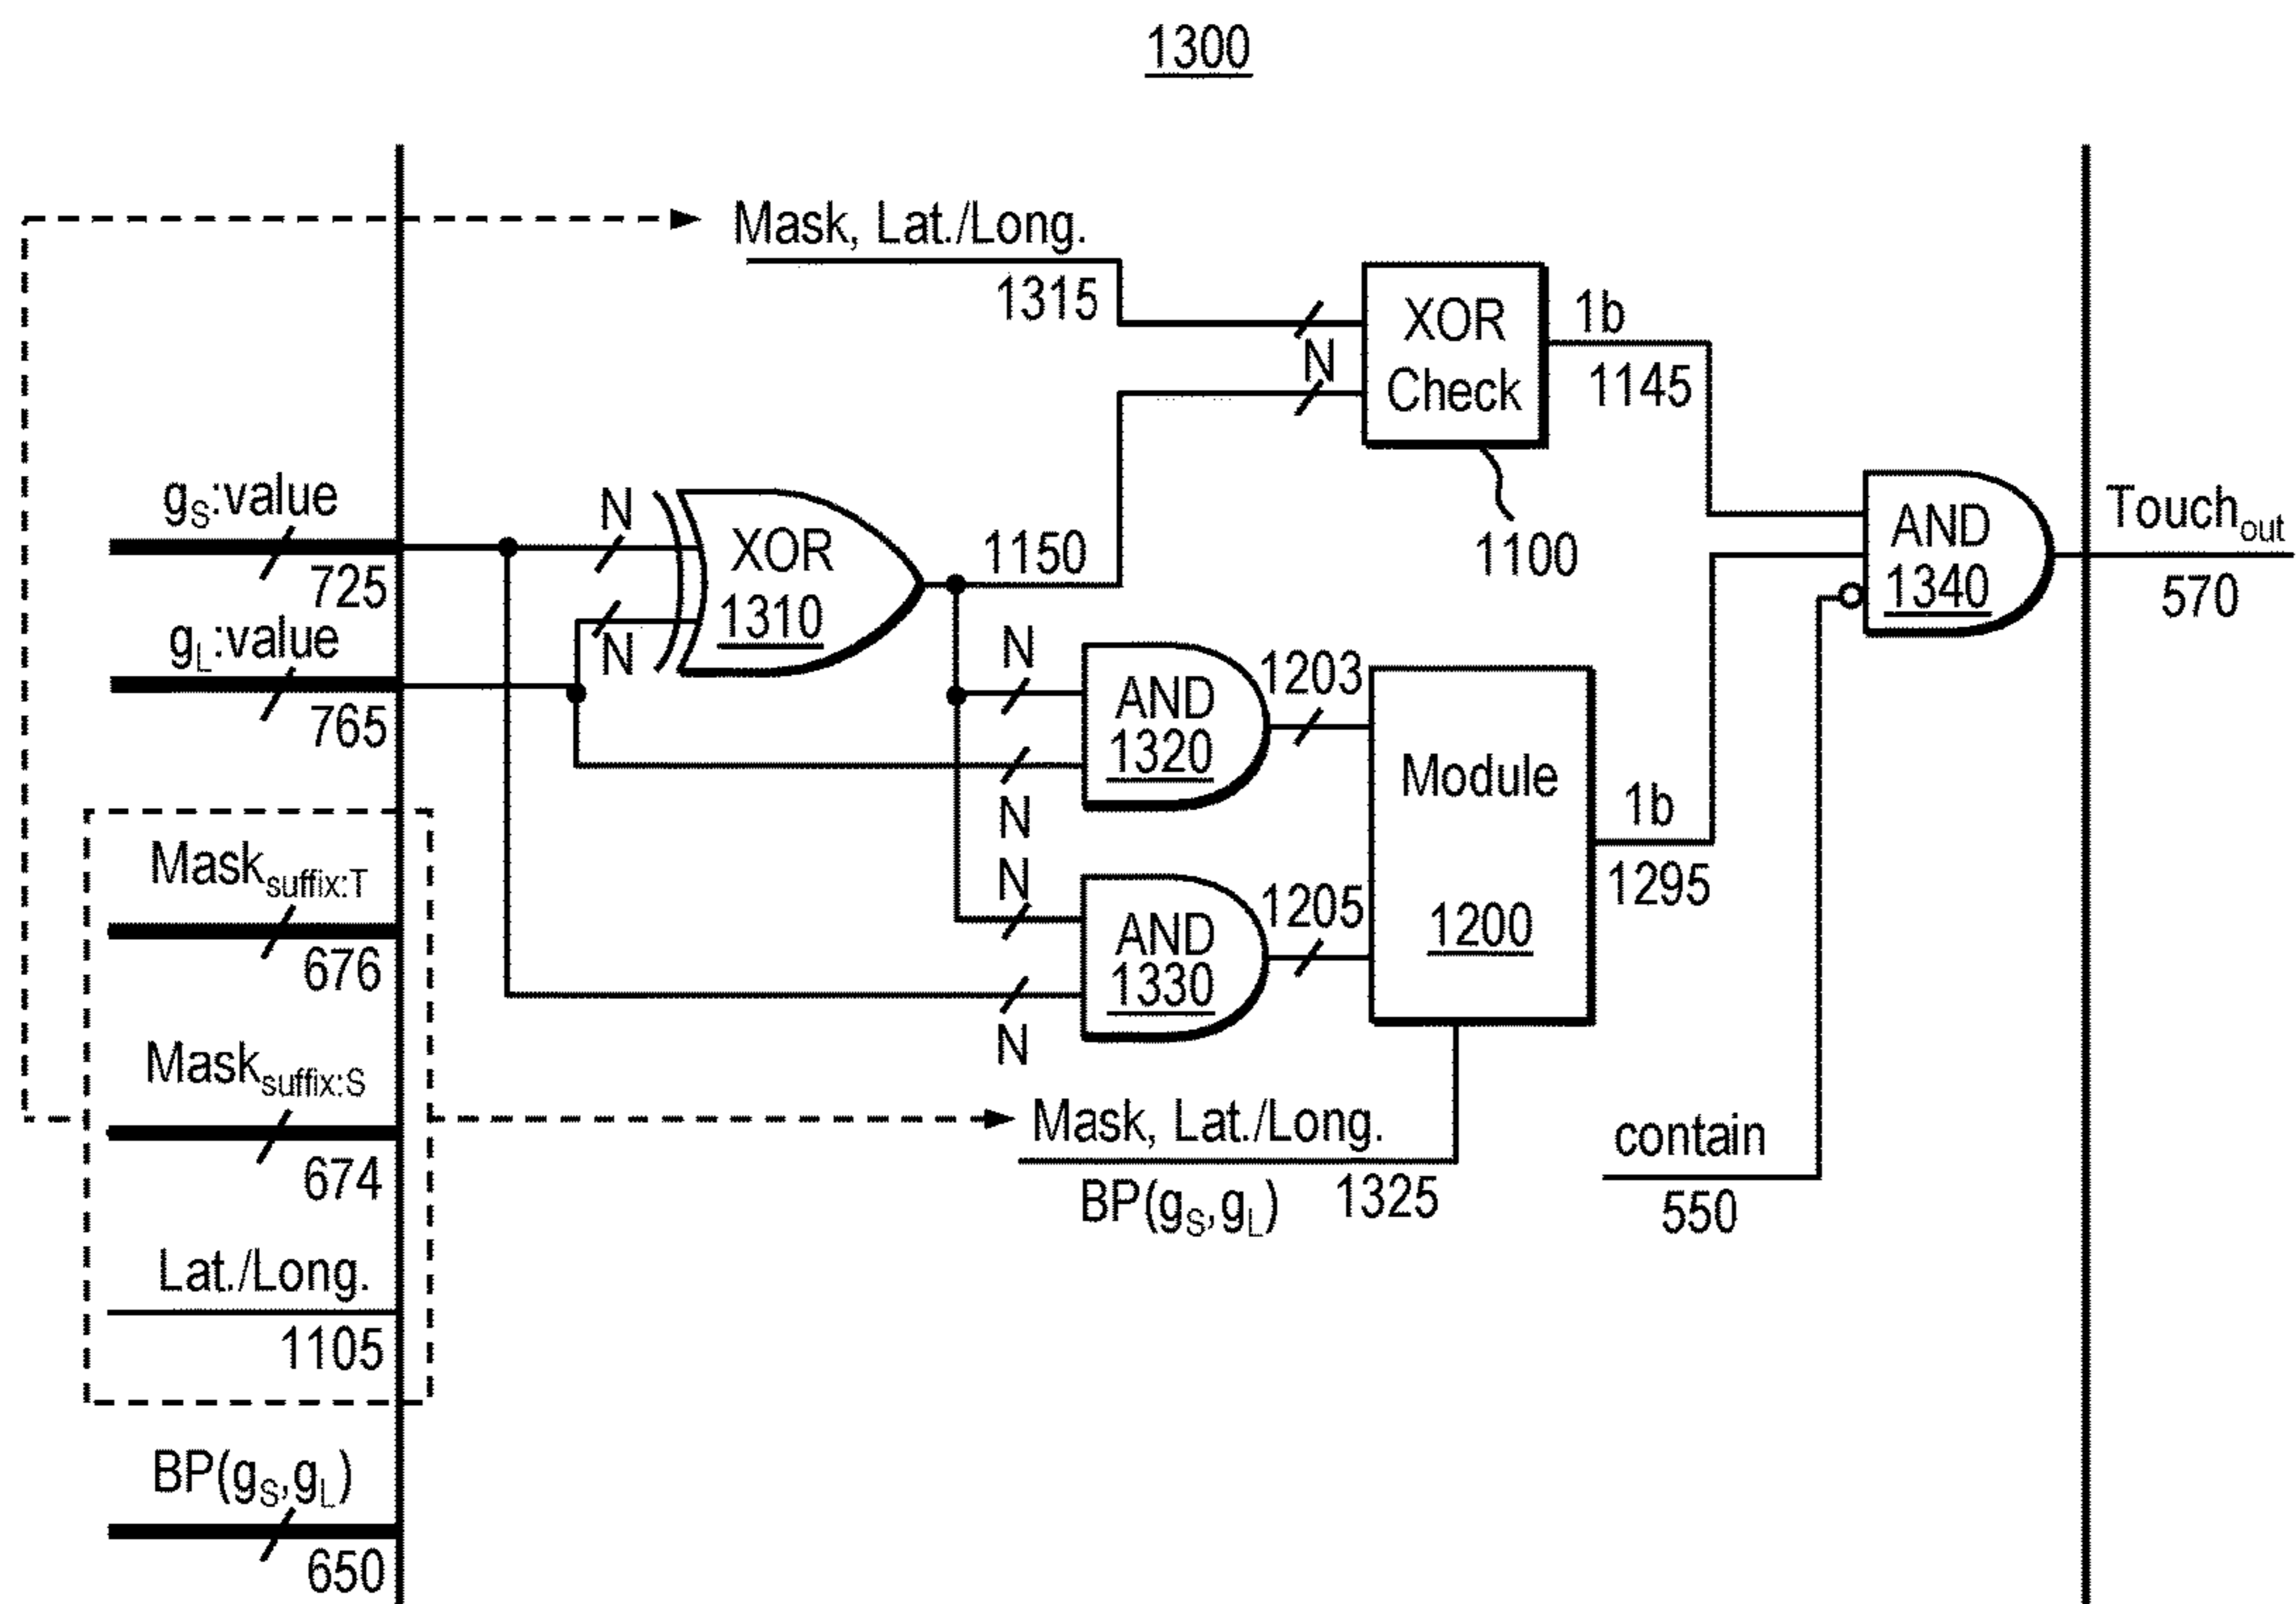 1300
Mask, Lat./Long.
1315
N
XOR
Check
1100
1b
1145
gS:value
725
gL:value
765
N
N
XOR
1310
1150
AND
1340
Touchout
570
N
N
AND
1320
1203
N
N
AND
1330
1205
Module
1200
1b
1295
Masksuffix:T
676
Masksuffix:S
674
Lat./Long.
1105
BP(gS,gL)
650
Mask, Lat./Long.
BP(gS,gL)
1325
contain
550